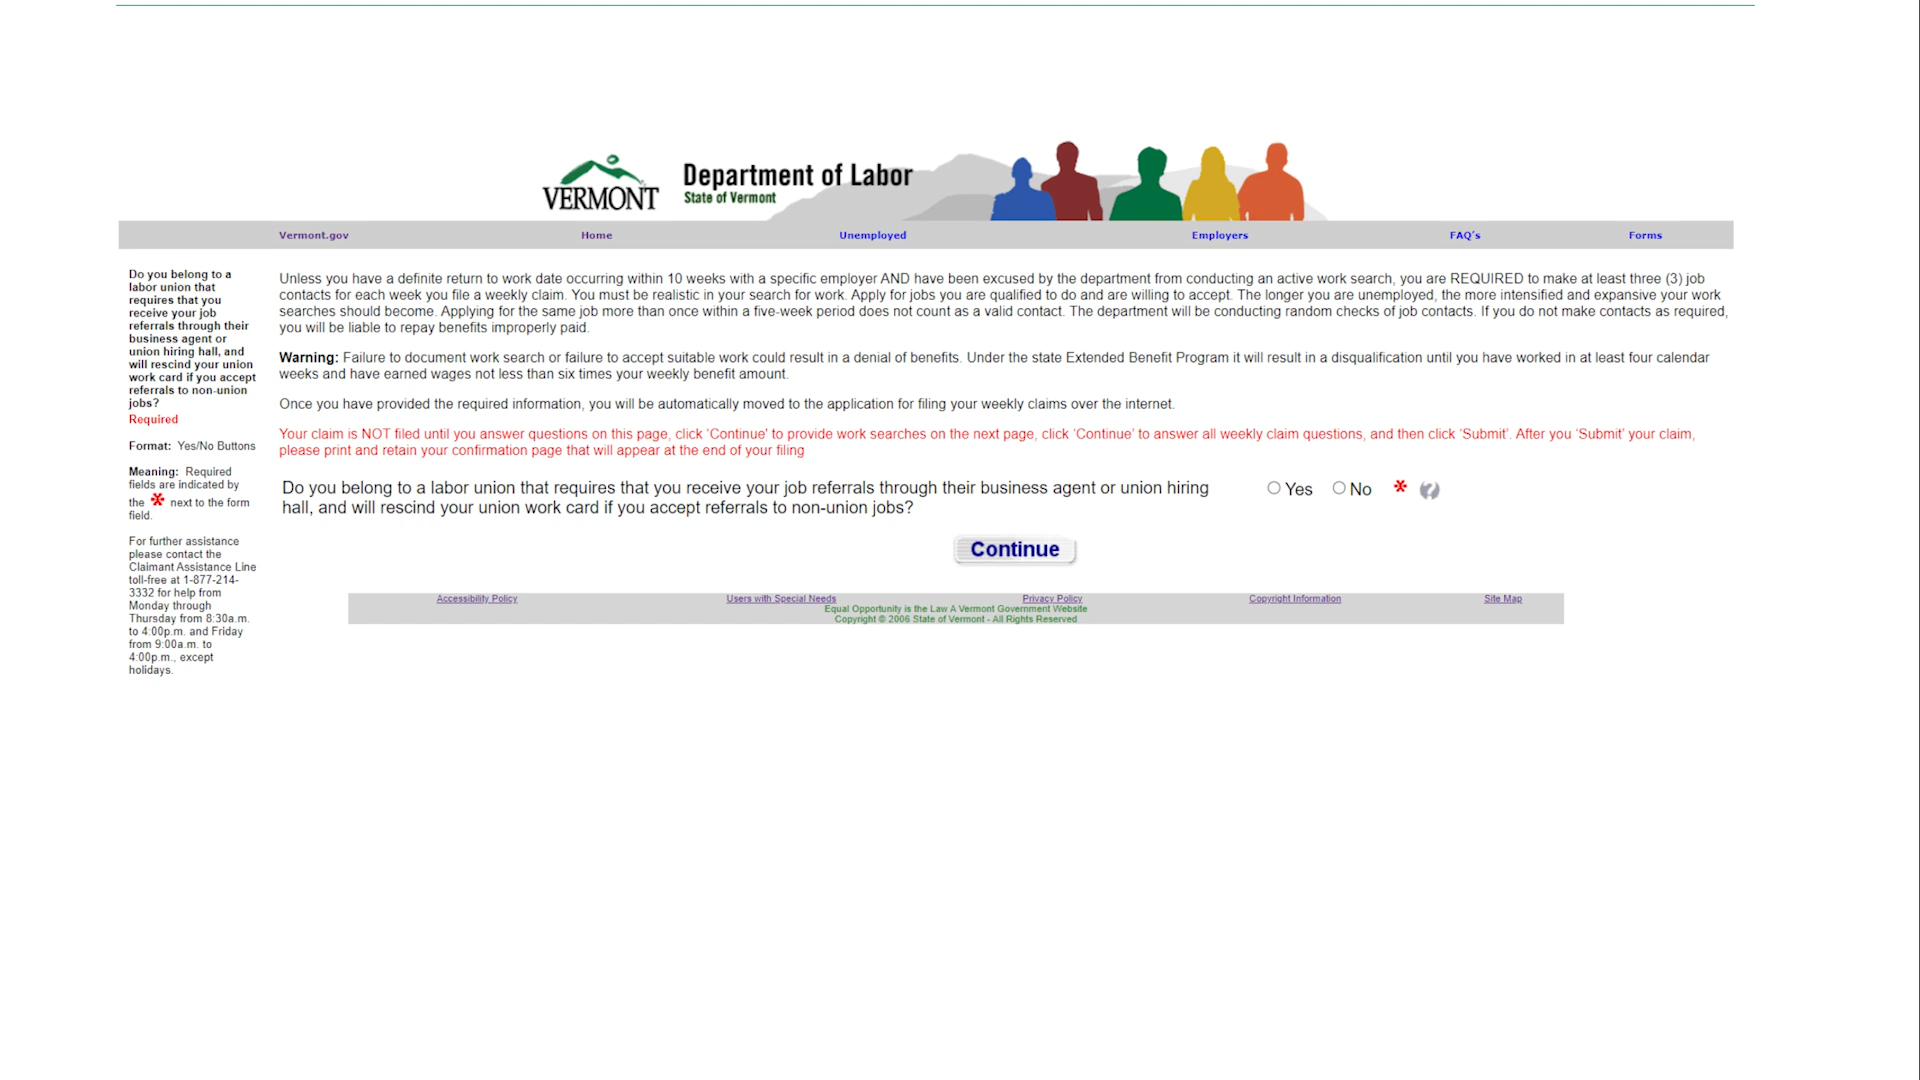 VERMONT
Department of Labor
State of Vermont
Vermont.gov Home Unemployed Employers FAQ's Forms
Do you belong to a
labor union that
requires that you
receive your job
referrals through their
business agent or
union hiring hall, and
will rescind your union
work card if you accept
referrals to non-union
jobs?
Required
Format: Yes/No Buttons
Meaning: Required
fields are indicated by
the * next to the form
field.
For further assistance
please contact the
Claimant Assistance Line
toll-free at 1-877-214-
3332 for help from
Monday through
Thursday from 8:30a.m.
to 4:00p.m. and Friday
from 9:00a.m. to
4:00p.m., except
holidays.
Unless you have a definite return to work date occurring within 10 weeks with a specific employer AND have been excused by the department from conducting an active work search, you are REQUIRED to make at least three (3) job
contacts for each week you file a weekly claim. You must be realistic in your search for work. Apply for jobs you are qualified to do and are willing to accept. The longer you are unemployed, the more intensified and expansive your work
searches should become. Applying for the same job more than once within a five-week period does not count as a valid contact. The department will be conducting random checks of job contacts. If you do not make contacts as required,
you will be liable to repay benefits improperly paid.
Warning: Failure to document work search or failure to accept suitable work could result in a denial of benefits. Under the state Extended Benefit Program it will result in a disqualification until you have worked in at least four calendar
weeks and have earned wages not less than six times your weekly benefit amount.
Once you have provided the required information, you will be automatically moved to the application for filing your weekly claims over the internet.
Your claim is NOT filed until you answer questions on this page, click 'Continue' to provide work searches on the next page, click 'Continue' to answer all weekly claim questions, and then click 'Submit'. After you 'Submit' your claim,
please print and retain your confirmation page that will appear at the end of your filing
Do you belong to a labor union that requires that you receive your job referrals through their business agent or union hiring
hall, and will rescind your union work card if you accept referrals to non-union jobs?
Yes No * ?
Continue
Accessibility Policy Users with Special Needs Privacy Policy Copyright Information Site Map
Equal Opportunity is the Law A Vermont Government Website
Copyright © 2006 State of Vermont - All Rights Reserved